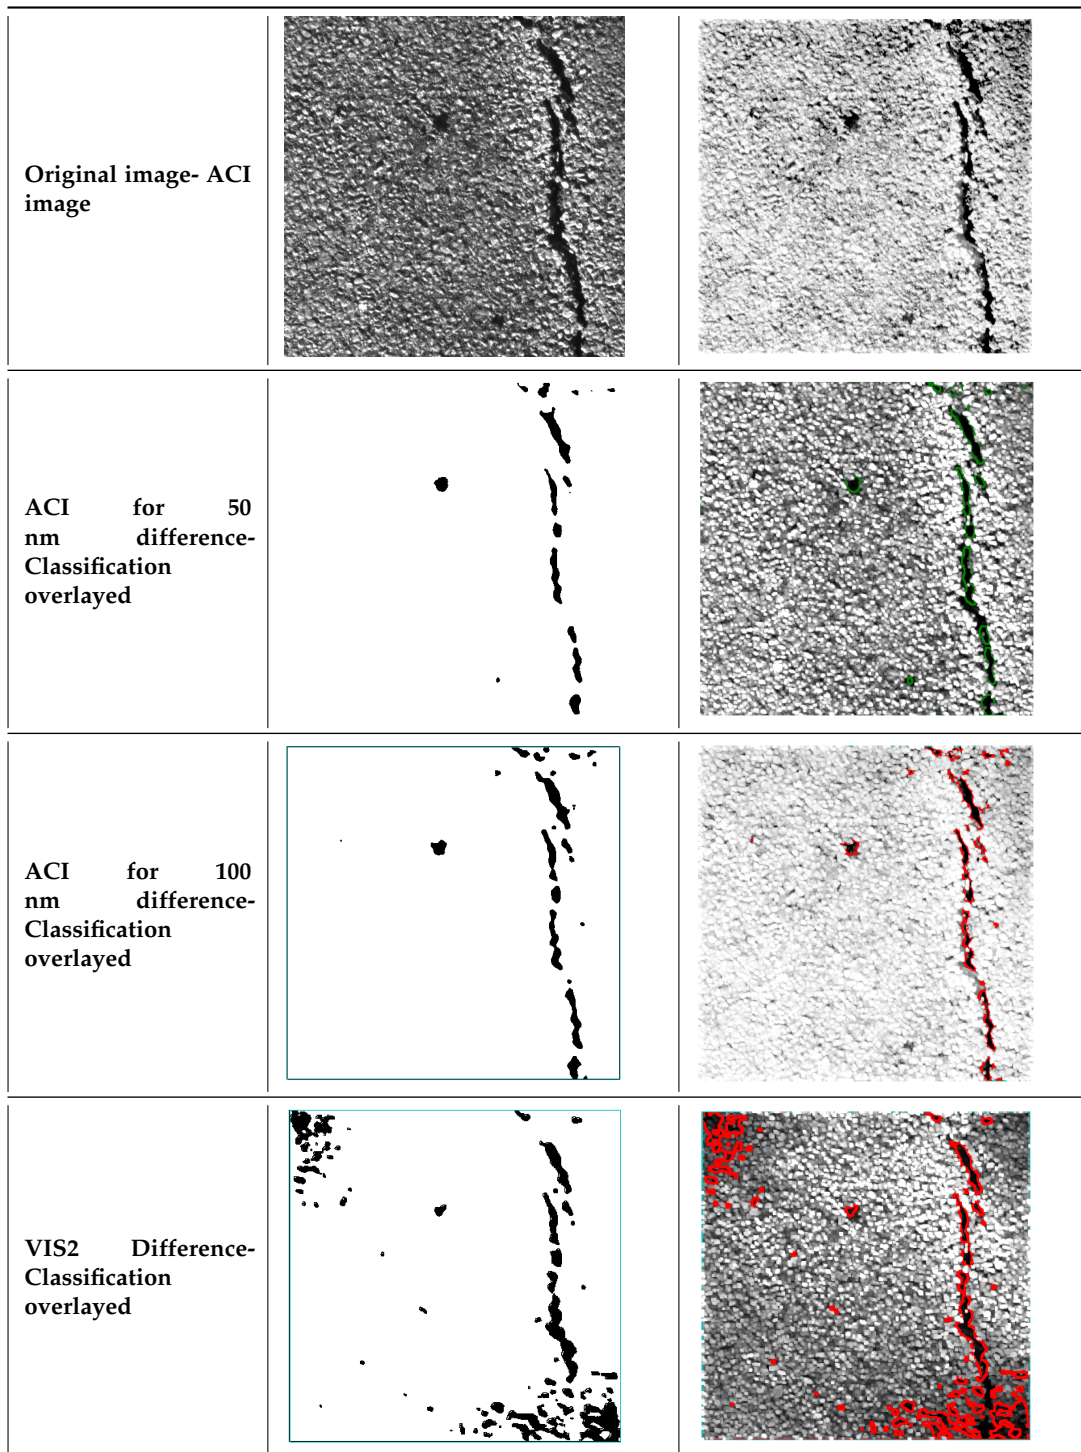 Original image- ACI
image
ACI for 50
nm difference-
Classification
overlayed
ACI for 100
nm difference-
Classification
overlayed
VIS2 Difference-
Classification
overlayed